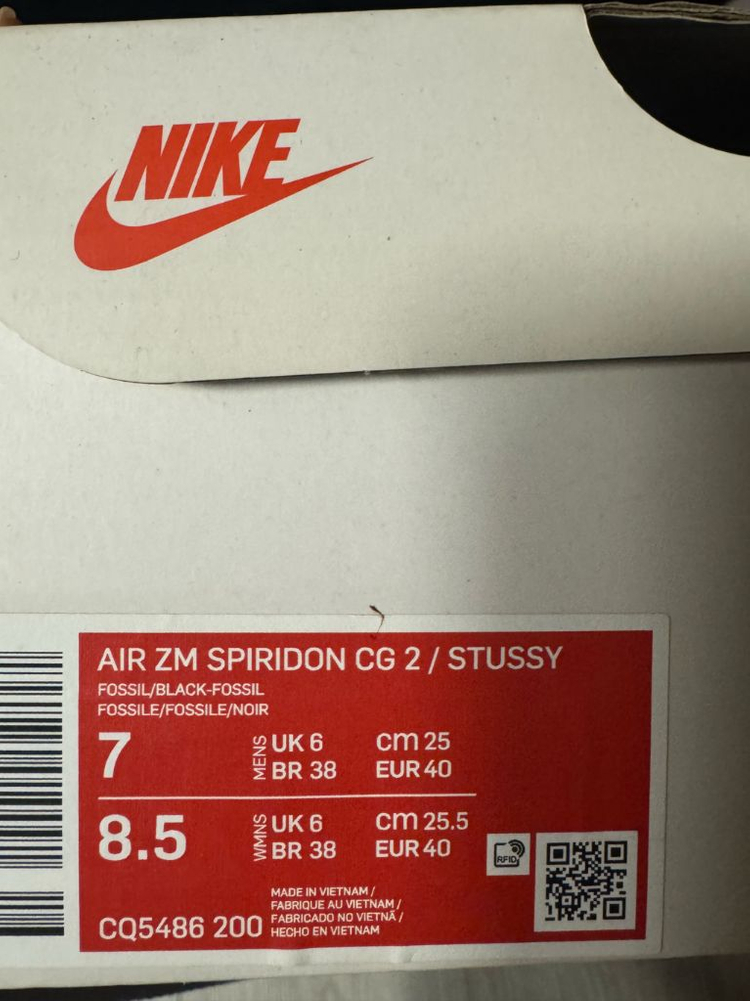 NIKE
AIR ZM SPIRIDON CG 2 / STUSSY
FOSSIL/BLACK-FOSSIL
FOSSILE/FOSSILE/NOIR
7 MENS UK 6 cm 25
BR 38 EUR 40
8.5 WMNS UK 6 cm 25.5
BR 38 EUR 40
RFID
MADE IN VIETNAM /
FABRIQUE AU VIETNAM /
FABRICADO NO VIETNÃ /
HECHO EN VIETNAM
CQ5486 200